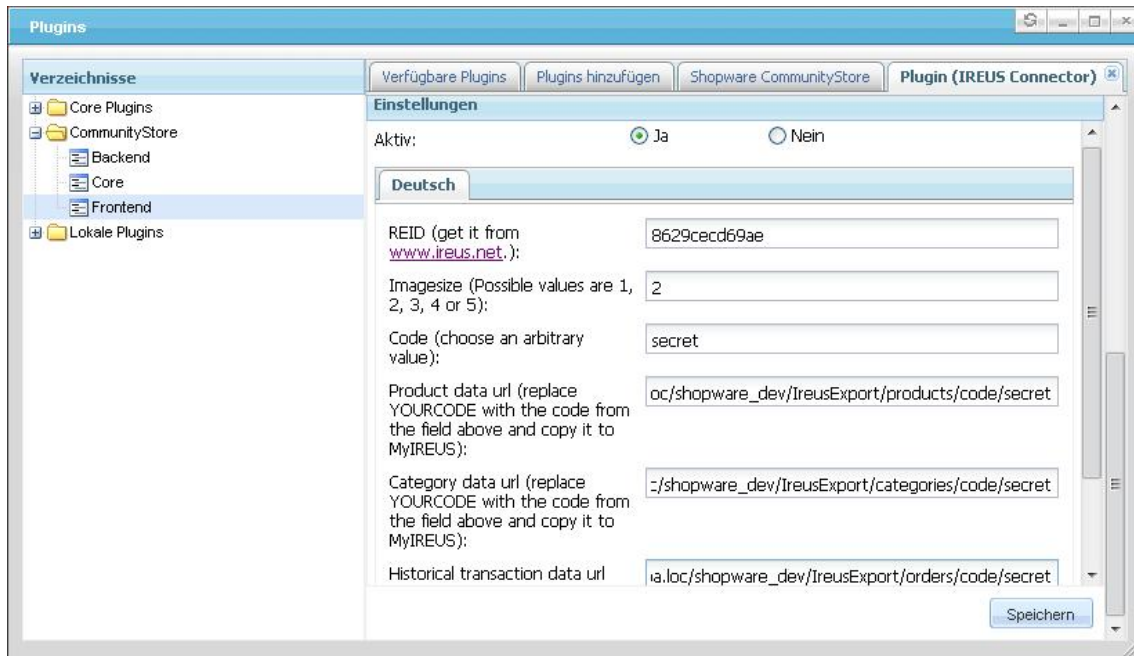 Plugins
Verzeichnisse
Core Plugins
CommunityStore
Backend
Core
Frontend
Lokale Plugins
Verfügbare Plugins
Plugins hinzufügen
Shopware CommunityStore
Plugin (IREUS Connector)
Einstellungen
Aktiv:
Ja
Nein
Deutsch
REID (get it from
www.ireus.net.):
8629cecd69ae
Imagesize (Possible values are 1,
2, 3, 4 or 5):
2
Code (choose an arbitrary
value):
secret
Product data url (replace
YOURCODE with the code from
the field above and copy it to
MyIREUS):
oc/shopware_dev/IreusExport/products/code/secret
Category data url (replace
YOURCODE with the code from
the field above and copy it to
MyIREUS):
/shopware_dev/IreusExport/categories/code/secret
Historical transaction data url
a.loc/shopware_dev/IreusExport/orders/code/secret
Speichern